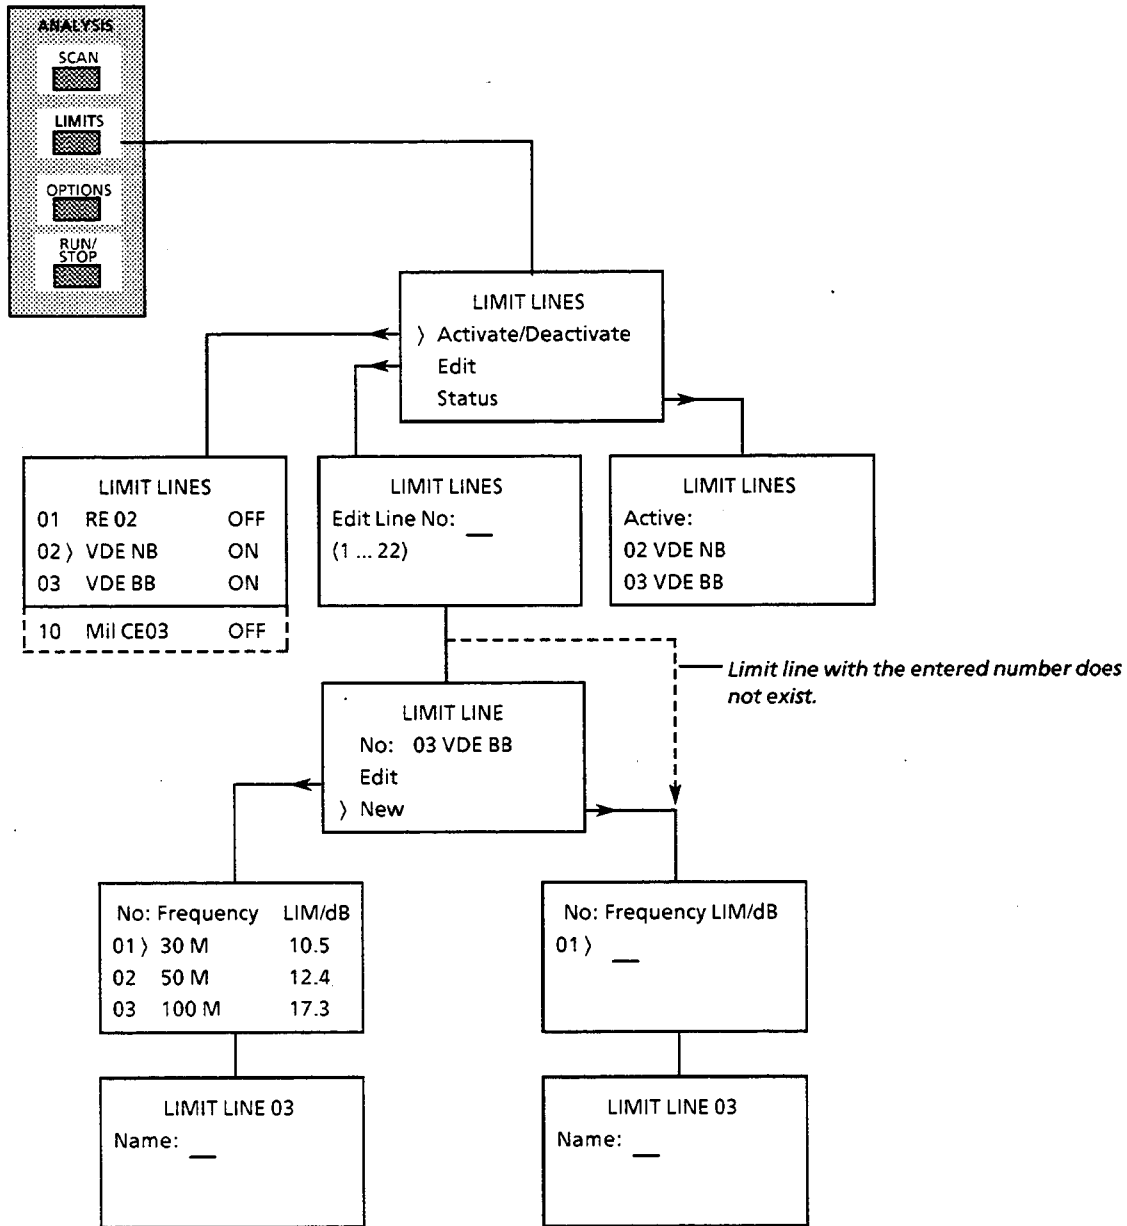 ANALYSIS
SCAN
LIMITS
OPTIONS
RUN/
STOP
LIMIT LINES
⟩ Activate/Deactivate
Edit
Status
LIMIT LINES
01 RE 02 OFF
02 ⟩ VDE NB ON
03 VDE BB ON
10 Mil CE03 OFF
LIMIT LINES
Edit Line No: __
(1 ... 22)
LIMIT LINES
Active:
02 VDE NB
03 VDE BB
Limit line with the entered number does
not exist.
LIMIT LINE
No: 03 VDE BB
Edit
⟩ New
No: Frequency LIM/dB
01 ⟩ 30 M 10.5
02 50 M 12.4
03 100 M 17.3
No: Frequency LIM/dB
01 ⟩ __
LIMIT LINE 03
Name: __
LIMIT LINE 03
Name: __